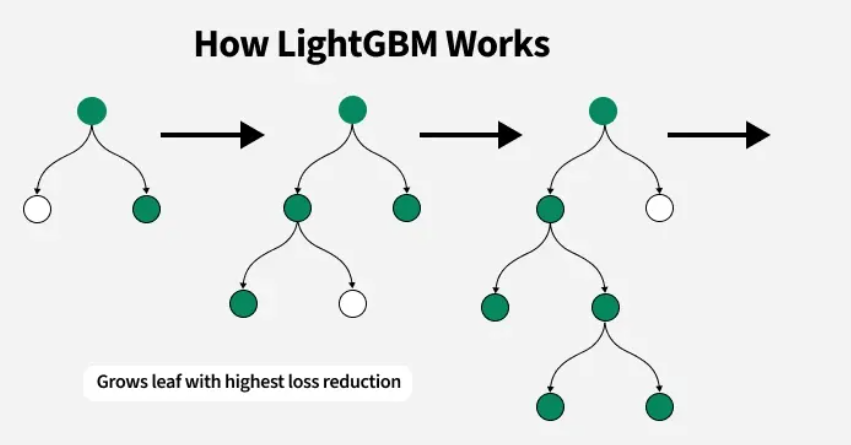 How LightGBM Works
Grows leaf with highest loss reduction